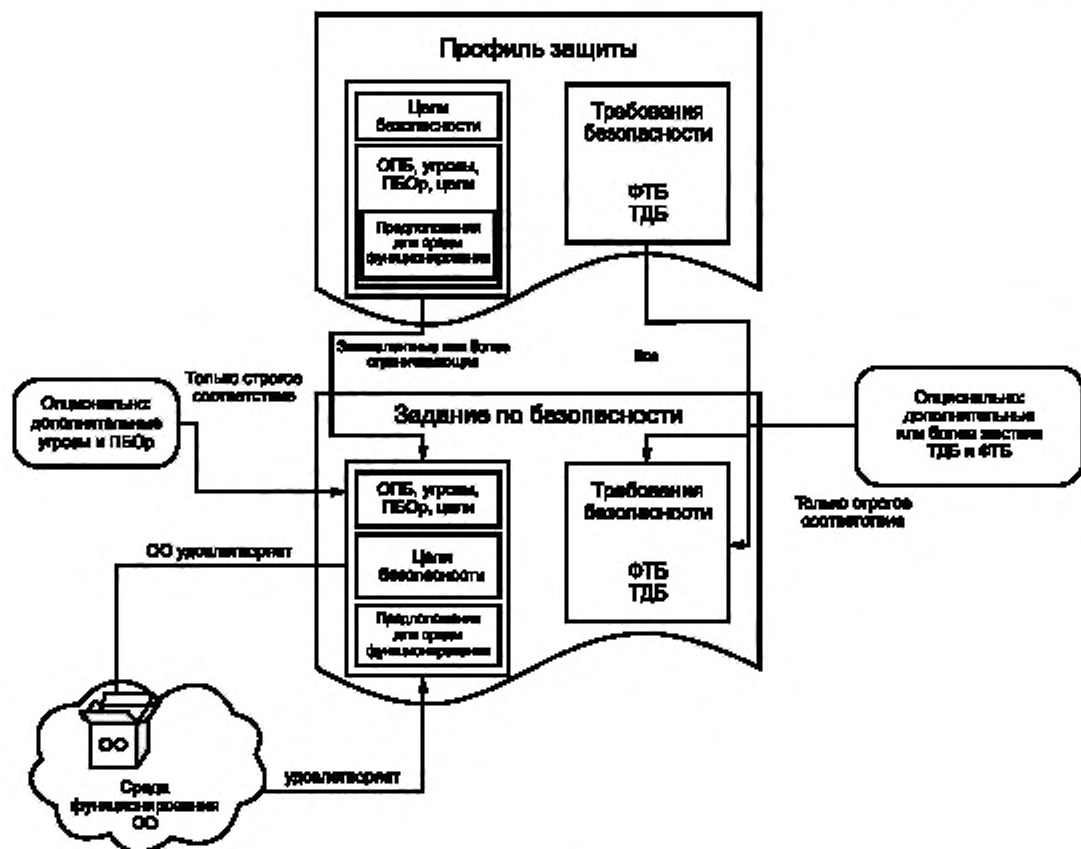 Профиль защиты
Цели
безопасности
ОПБ, угрозы,
ПБОр, цели
Предположения
для среды
функционирования
Требования
безопасности
ФТБ
ТДБ
Эквивалентные или более
ограничивающие
Все
Только строгое
соответствие
Опционально:
дополнительные
угрозы и ПБОр
Задание по безопасности
Опционально:
дополнительные
или более жесткие
ТДБ и ФТБ
Только строгое
соответствие
ОПБ, угрозы,
ПБОр, цели
Цели
безопасности
Предположения
для среды
функционирования
Требования
безопасности
ФТБ
ТДБ
ОО удовлетворяет
ОО
Среда
функционирования
ОО
удовлетворяет